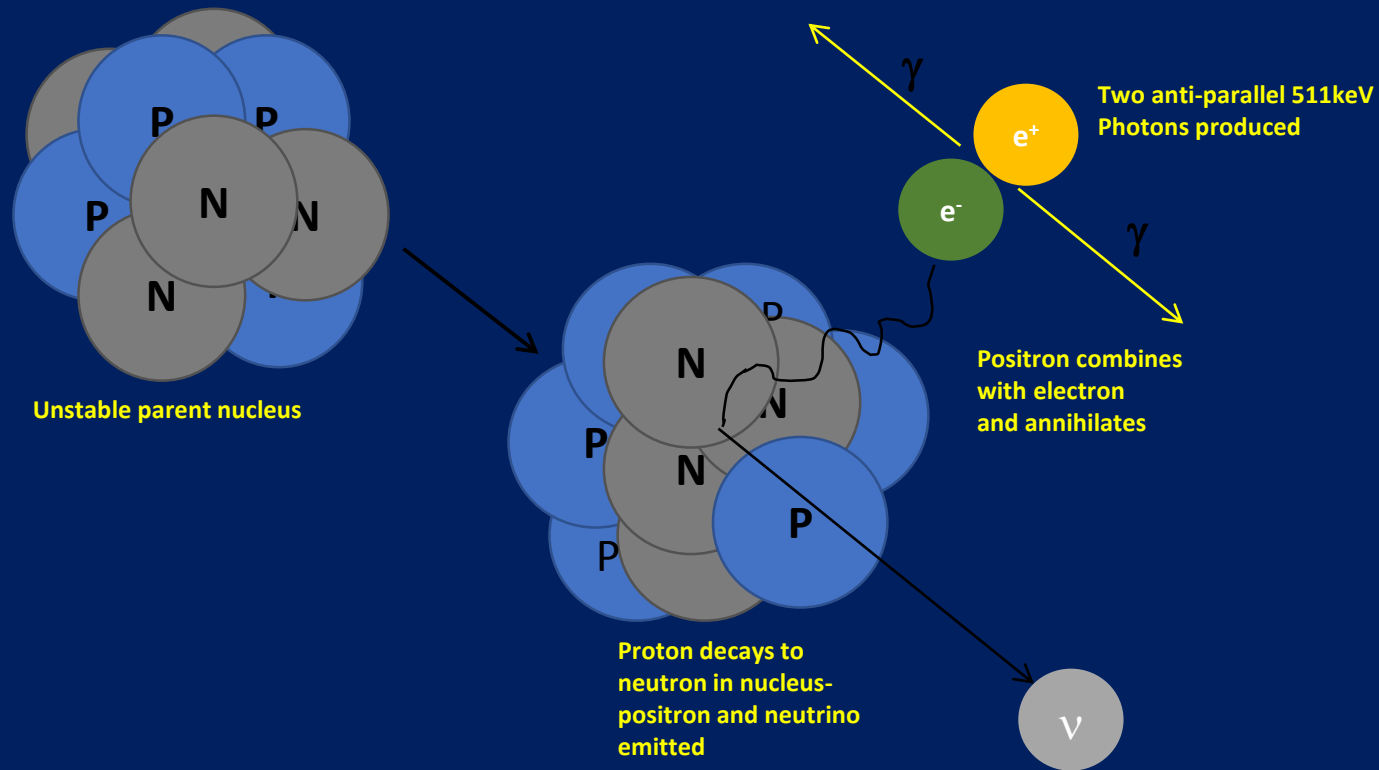 P
P
N
P
N
N
Unstable parent nucleus
γ
e⁺
Two anti-parallel 511keV
Photons produced
e⁻
γ
Positron combines
with electron
and annihilates
P
N
N
P
N
P
P
Proton decays to
neutron in nucleus-
positron and neutrino
emitted
ν